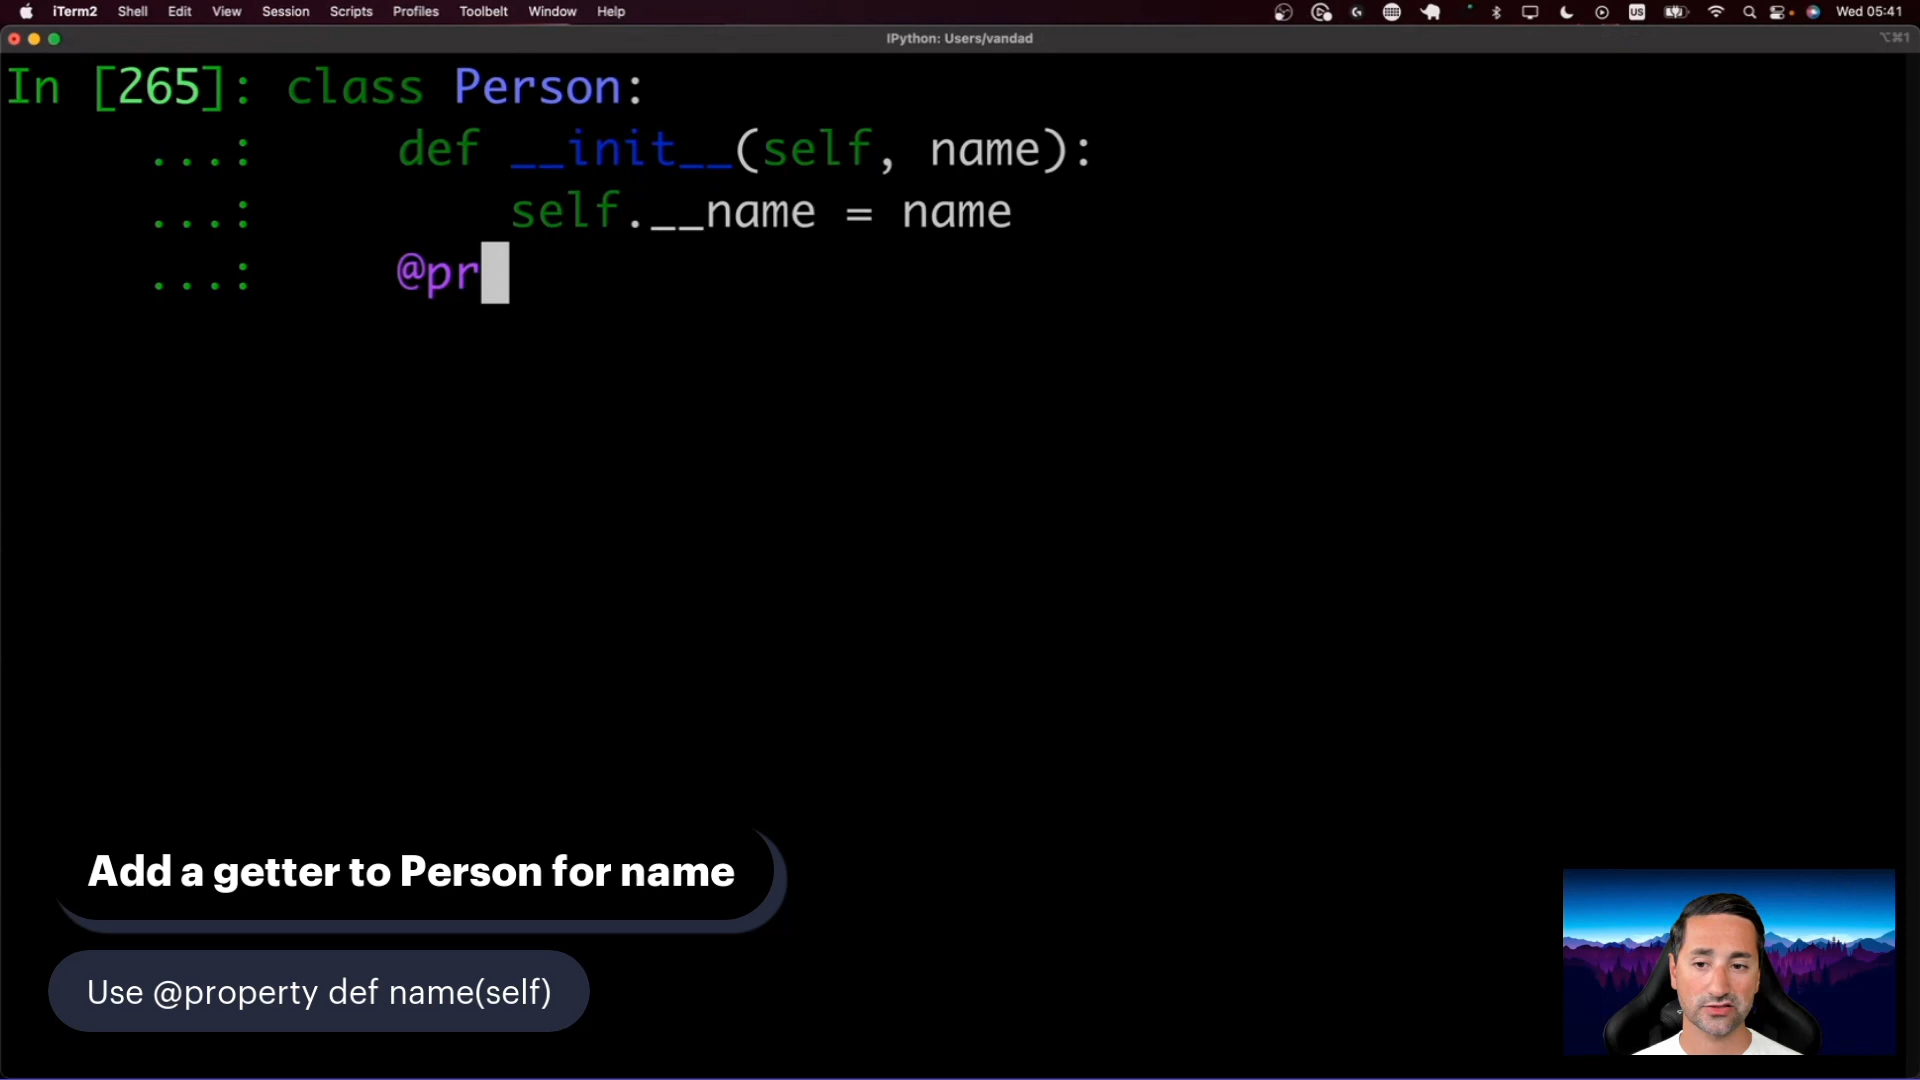 iTerm2 Shell Edit View Session Scripts Profiles Toolbelt Window Help US Wed 05:41
IPython: Users/vandad ⌥⌘1
In [265]: class Person:
...: def __init__(self, name):
...: self.__name = name
...: @pr
Add a getter to Person for name
Use @property def name(self)